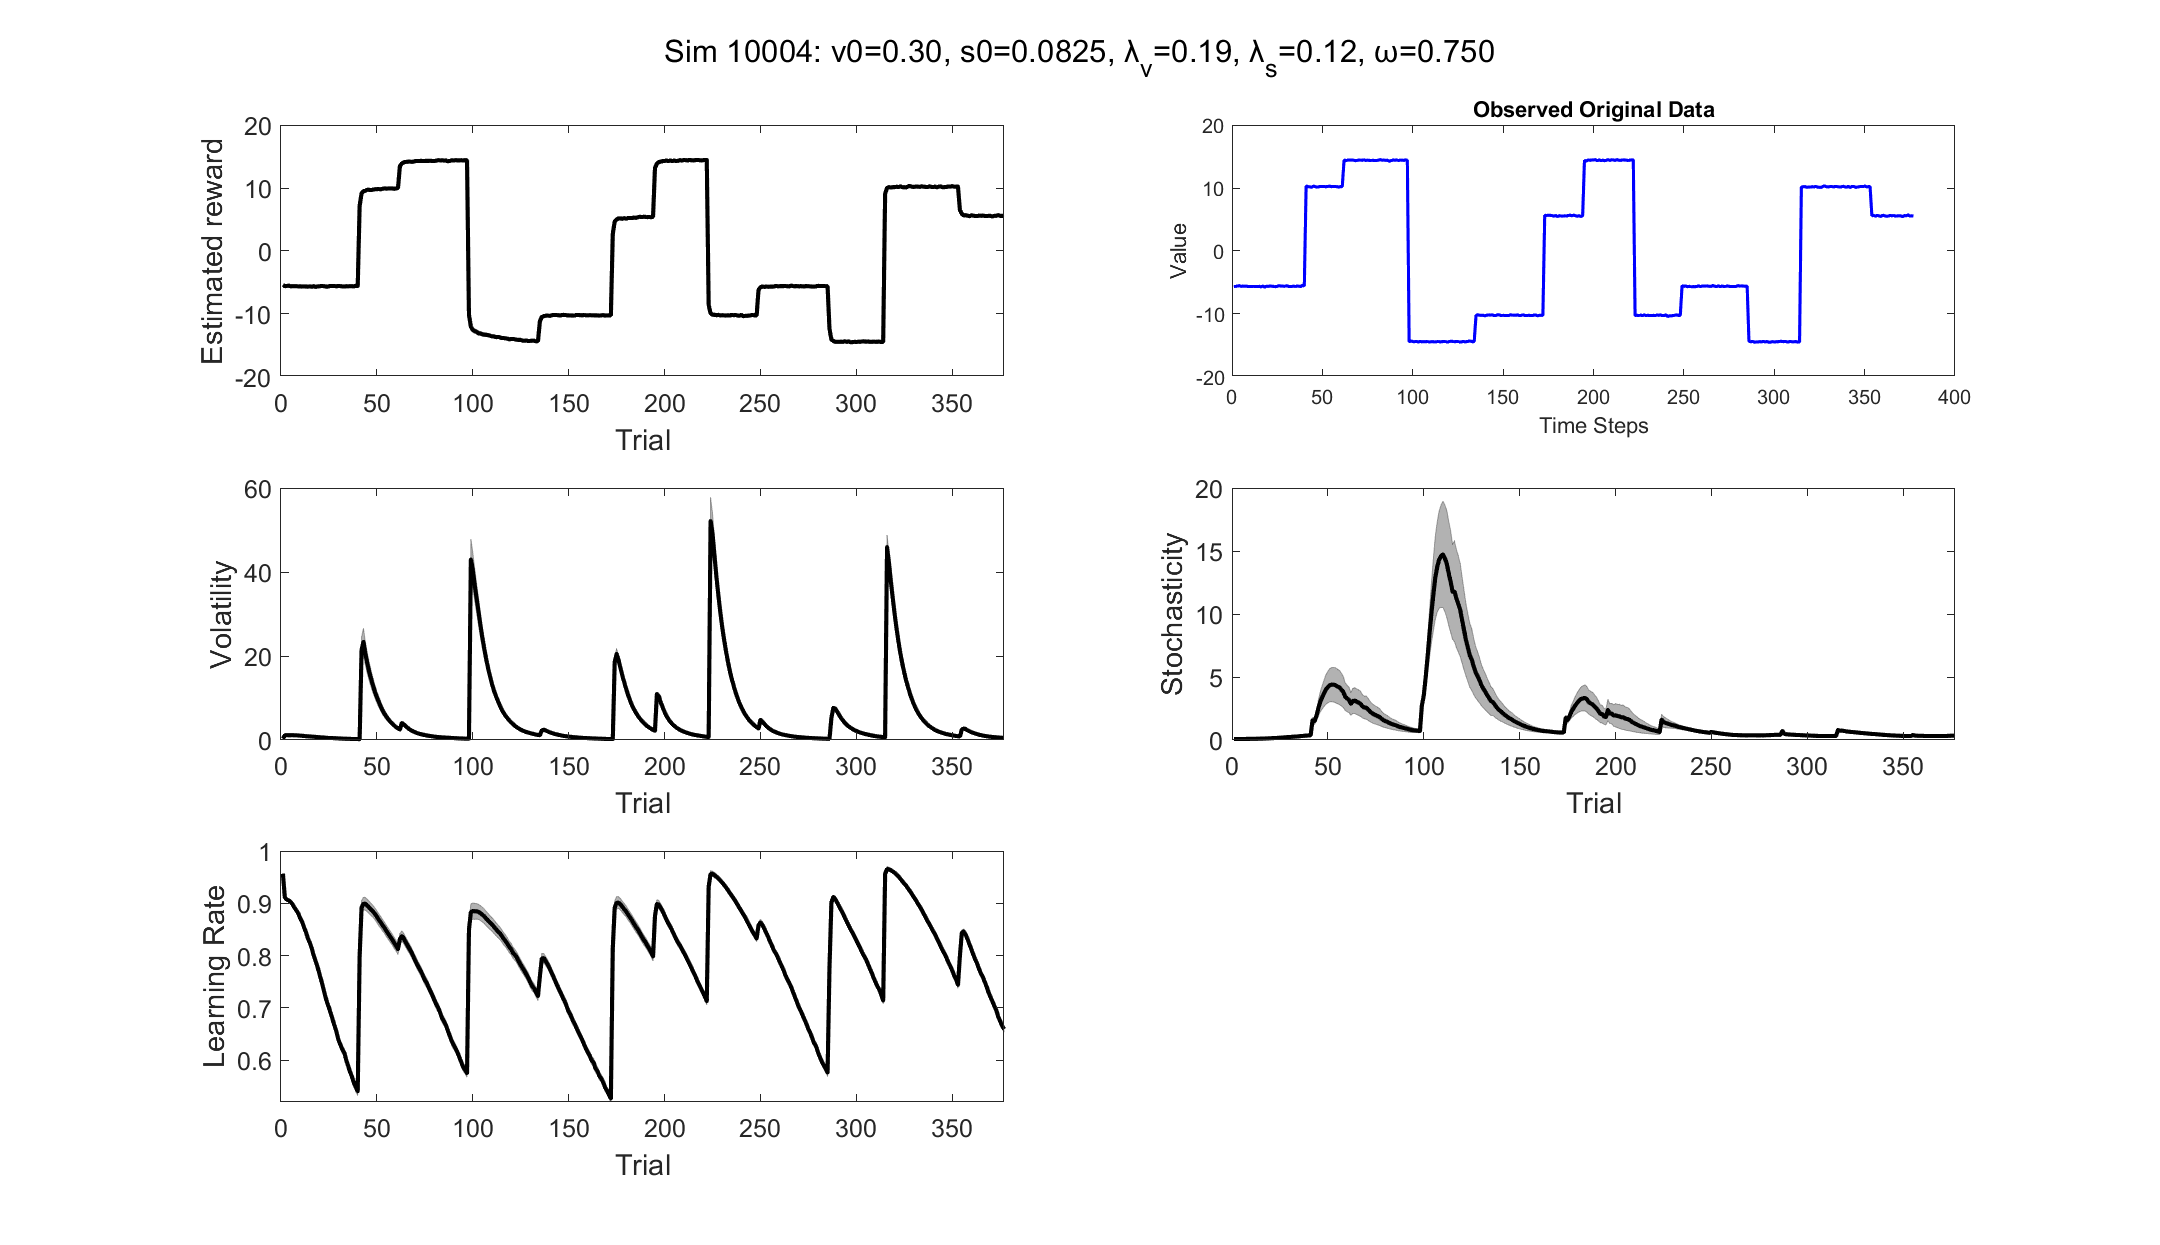 Sim 10004: v0=0.30, s0=0.0825, λ_v=0.19, λ_s=0.12, ω=0.750
Estimated reward
20
10
0
-10
-20
0 50 100 150 200 250 300 350
Trial
Observed Original Data
Value
20
10
0
-10
-20
0 50 100 150 200 250 300 350 400
Time Steps
Volatility
60
40
20
0
0 50 100 150 200 250 300 350
Trial
Stochasticity
20
15
10
5
0
0 50 100 150 200 250 300 350
Trial
Learning Rate
1
0.9
0.8
0.7
0.6
0 50 100 150 200 250 300 350
Trial